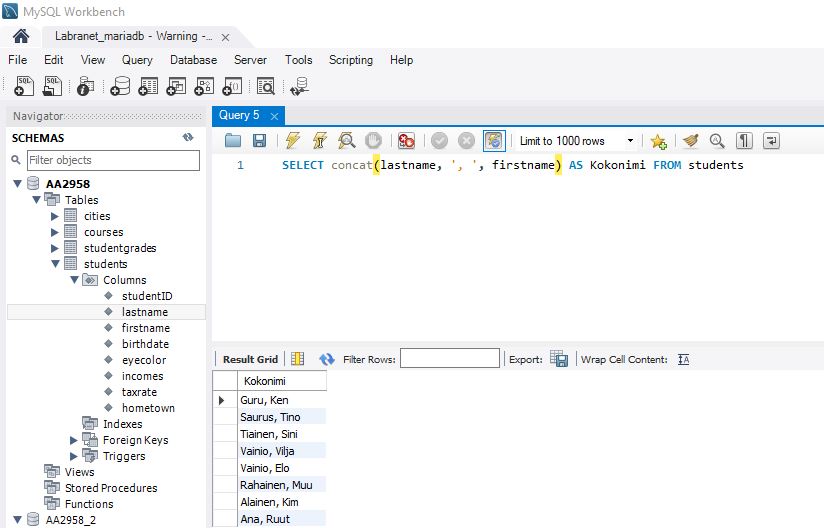 MySQL Workbench
Labranet_mariadb - Warning -... ×
File Edit View Query Database Server Tools Scripting Help
SQL SQL
Navigator
SCHEMAS
Filter objects
AA2958
Tables
cities
courses
studentgrades
students
Columns
studentID
lastname
firstname
birthdate
eyecolor
incomes
taxrate
hometown
Indexes
Foreign Keys
Triggers
Views
Stored Procedures
Functions
AA2958_2
Query 5 ×
Limit to 1000 rows
1 SELECT concat(lastname, ', ', firstname) AS Kokonimi FROM students
Result Grid Filter Rows: Export: Wrap Cell Content: IA
Kokonimi
Guru, Ken
Saurus, Tino
Tiainen, Sini
Vainio, Vilja
Vainio, Elo
Rahainen, Muu
Alainen, Kim
Ana, Ruut